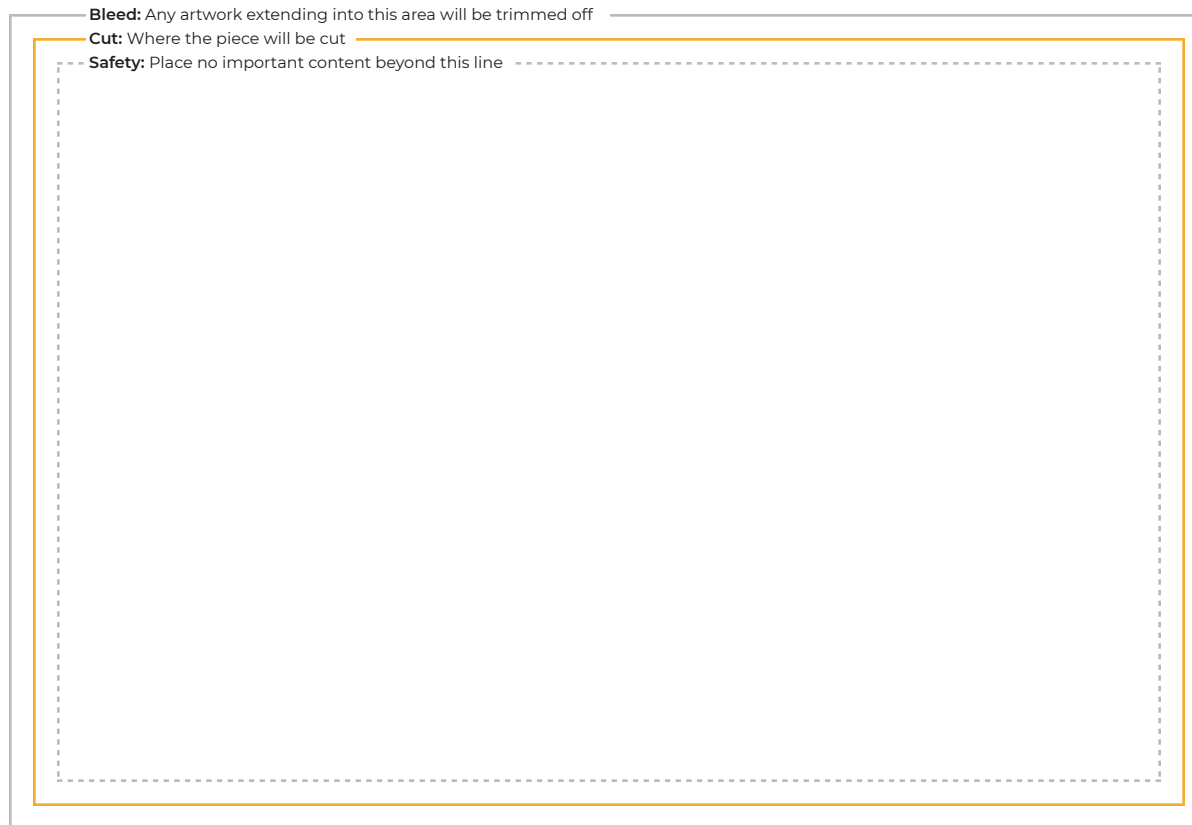 Bleed: Any artwork extending into this area will be trimmed off
Cut: Where the piece will be cut
Safety: Place no important content beyond this line